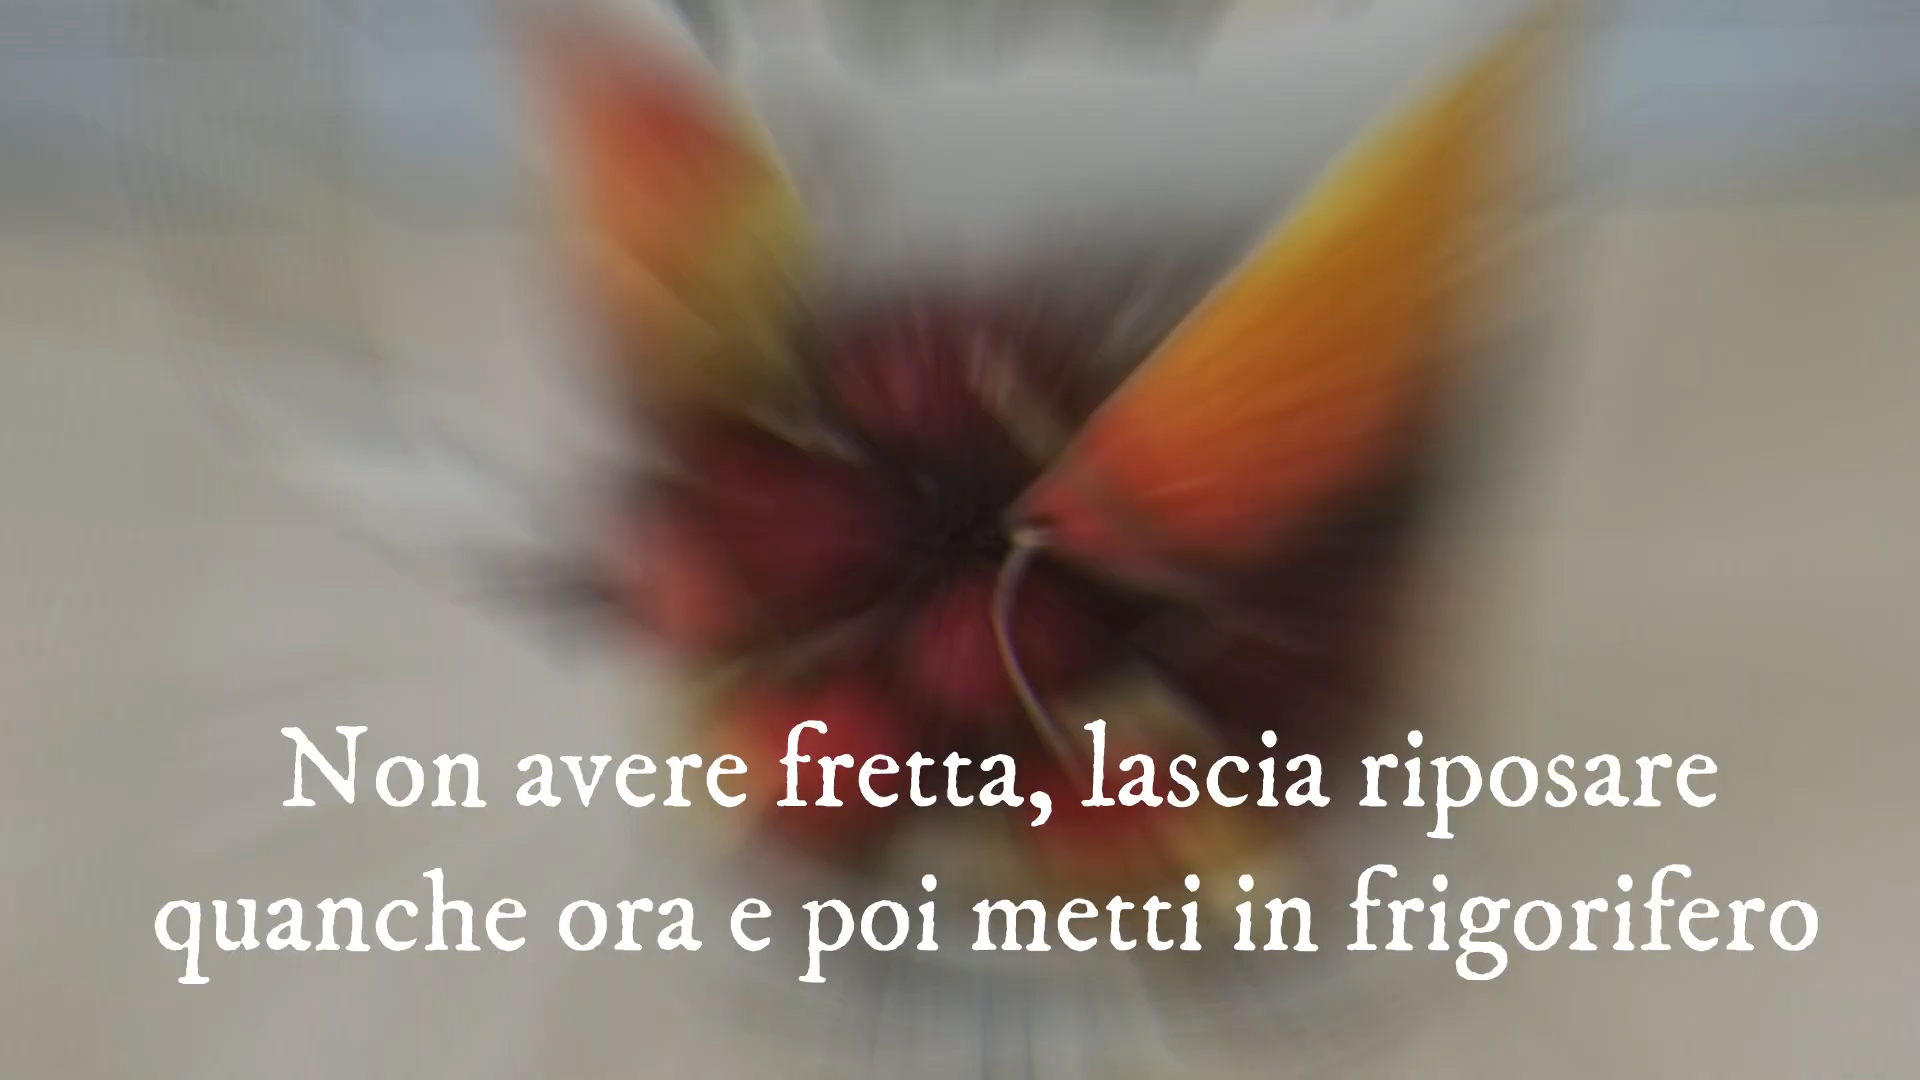 Non avere fretta, lascia riposare
quanche ora e poi metti in frigorifero